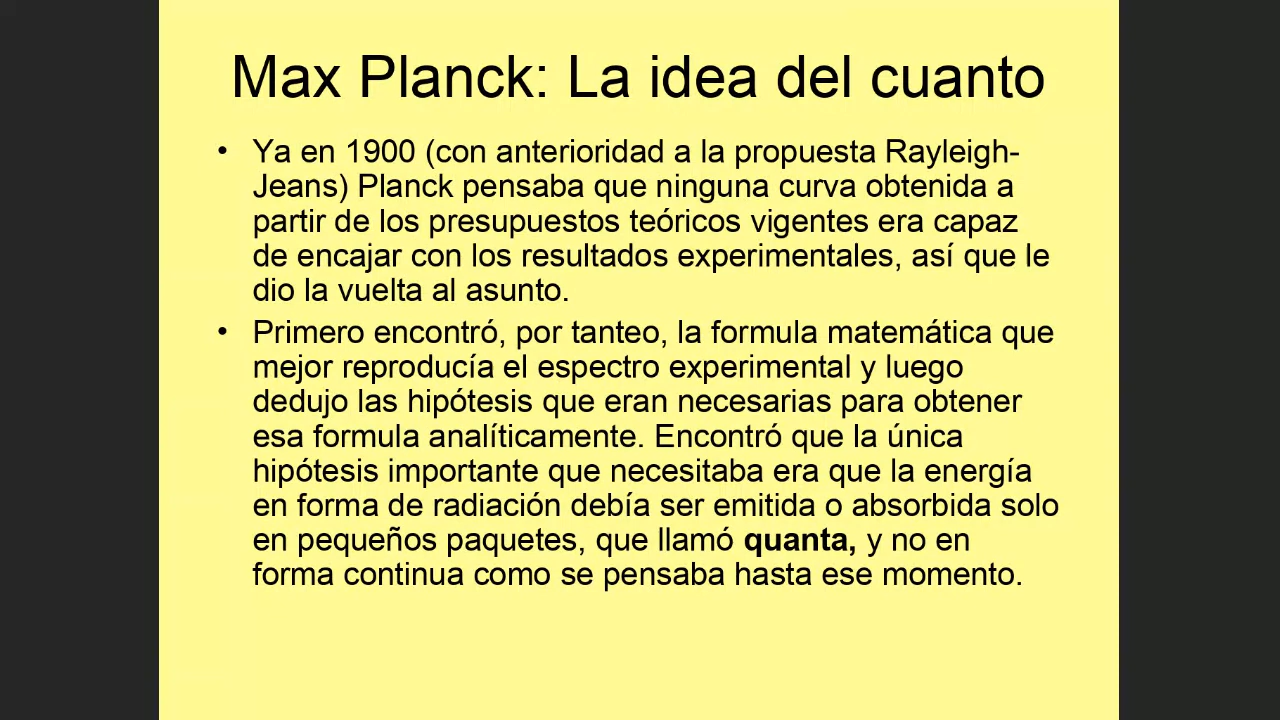 Max Planck: La idea del cuanto
• Ya en 1900 (con anterioridad a la propuesta Rayleigh-
Jeans) Planck pensaba que ninguna curva obtenida a
partir de los presupuestos teóricos vigentes era capaz
de encajar con los resultados experimentales, así que le
dio la vuelta al asunto.
• Primero encontró, por tanteo, la formula matemática que
mejor reproducía el espectro experimental y luego
dedujo las hipótesis que eran necesarias para obtener
esa formula analíticamente. Encontró que la única
hipótesis importante que necesitaba era que la energía
en forma de radiación debía ser emitida o absorbida solo
en pequeños paquetes, que llamó quanta, y no en
forma continua como se pensaba hasta ese momento.